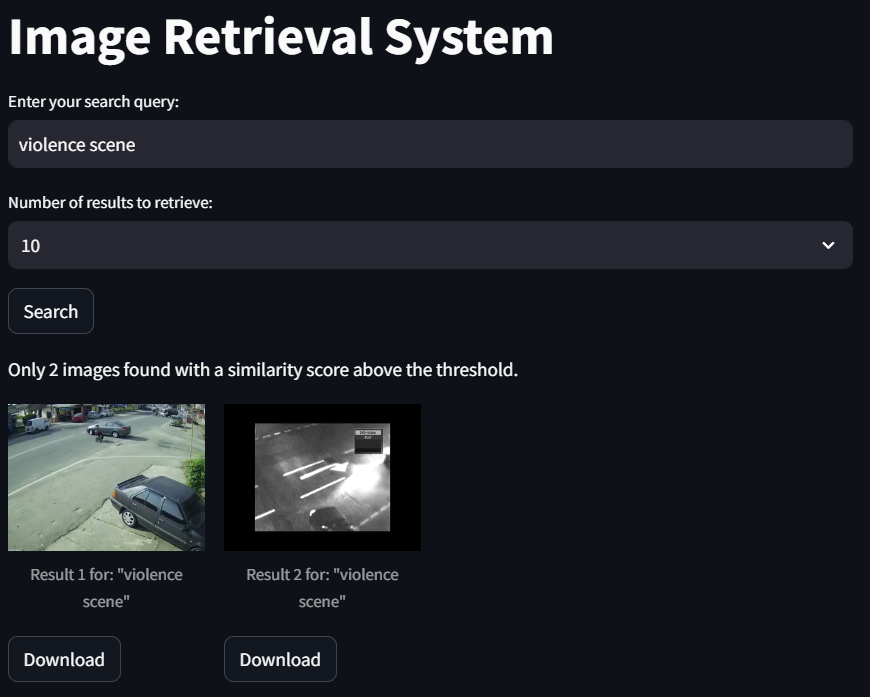 Image Retrieval System
Enter your search query:
violence scene
Number of results to retrieve:
10
Search
Only 2 images found with a similarity score above the threshold.
Result 1 for: "violence
scene"
Result 2 for: "violence
scene"
Download
Download